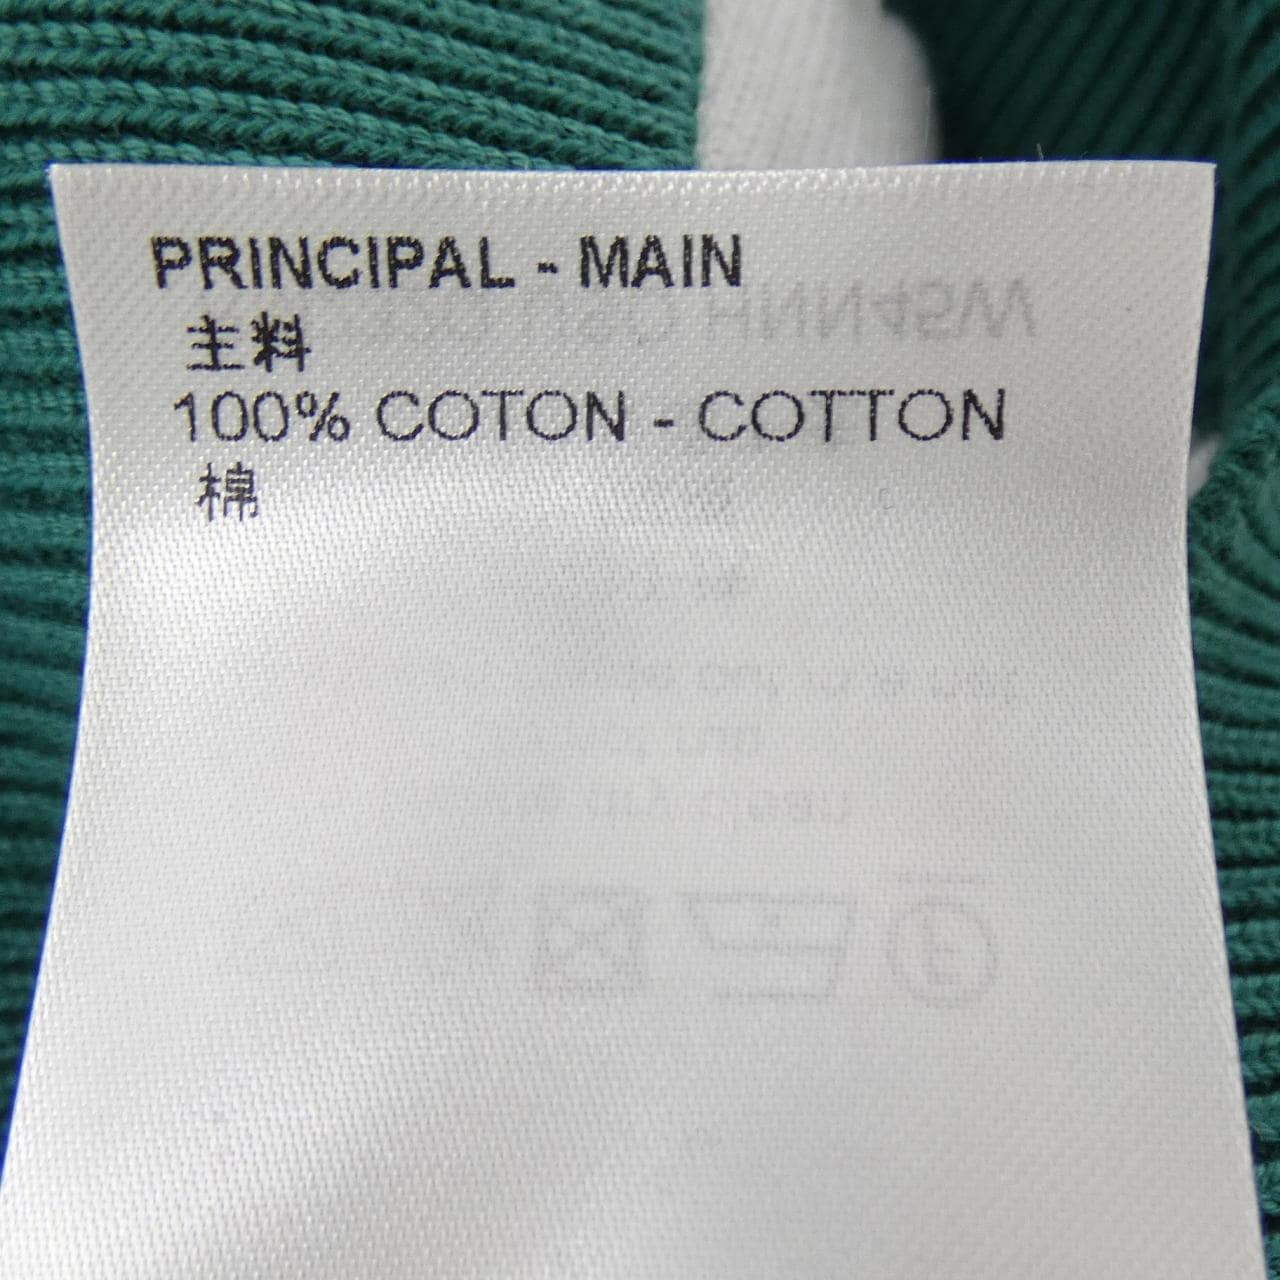 PRINCIPAL - MAIN
主料
100% COTON - COTTON
棉